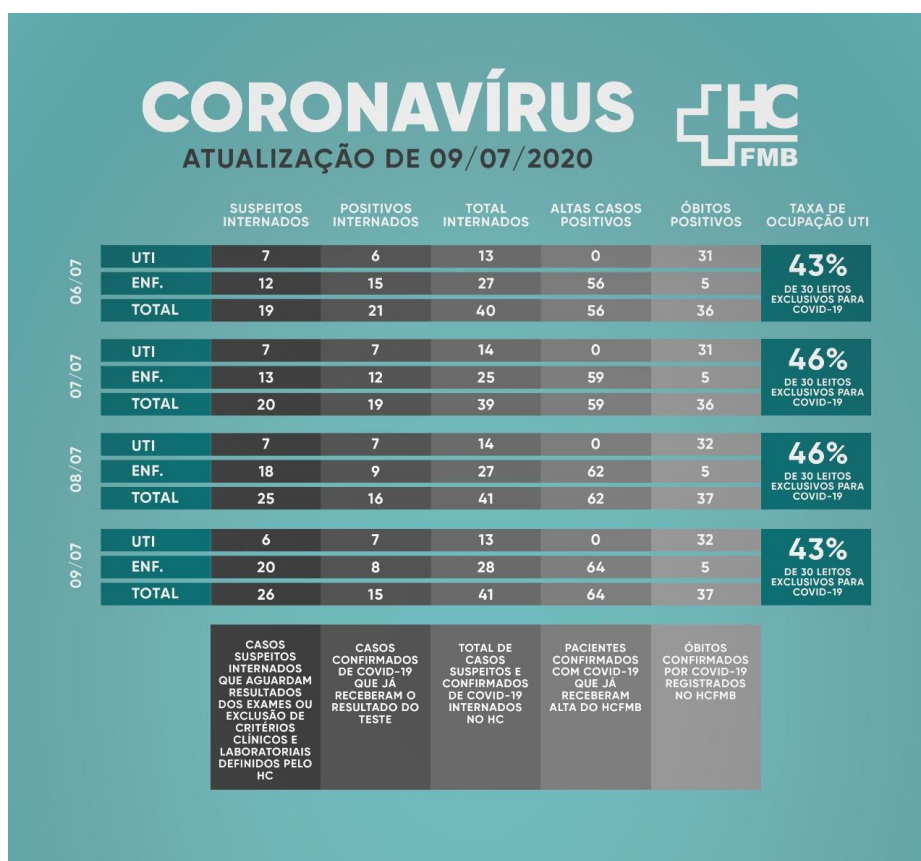 CORONAVÍRUS
ATUALIZAÇÃO DE 09/07/2020
HC
FMB
SUSPEITOS INTERNADOS POSITIVOS INTERNADOS TOTAL INTERNADOS ALTAS CASOS POSITIVOS ÓBITOS POSITIVOS TAXA DE OCUPAÇÃO UTI
06/07
UTI 7 6 13 0 31
ENF. 12 15 27 56 5
TOTAL 19 21 40 56 36
43%
DE 30 LEITOS
EXCLUSIVOS PARA
COVID-19
07/07
UTI 7 7 14 0 31
ENF. 13 12 25 59 5
TOTAL 20 19 39 59 36
46%
DE 30 LEITOS
EXCLUSIVOS PARA
COVID-19
08/07
UTI 7 7 14 0 32
ENF. 18 9 27 62 5
TOTAL 25 16 41 62 37
46%
DE 30 LEITOS
EXCLUSIVOS PARA
COVID-19
09/07
UTI 6 7 13 0 32
ENF. 20 8 28 64 5
TOTAL 26 15 41 64 37
43%
DE 30 LEITOS
EXCLUSIVOS PARA
COVID-19
CASOS
SUSPEITOS
INTERNADOS
QUE AGUARDAM
RESULTADOS
DOS EXAMES OU
EXCLUSÃO DE
CRITÉRIOS
CLÍNICOS E
LABORATORIAIS
DEFINIDOS PELO
HC
CASOS
CONFIRMADOS
DE COVID-19
QUE JÁ
RECEBERAM O
RESULTADO DO
TESTE
TOTAL DE
CASOS
SUSPEITOS E
CONFIRMADOS
DE COVID-19
INTERNADOS
NO HC
PACIENTES
CONFIRMADOS
COM COVID-19
QUE JÁ
RECEBERAM
ALTA DO HCFMB
ÓBITOS
CONFIRMADOS
POR COVID-19
REGISTRADOS
NO HCFMB